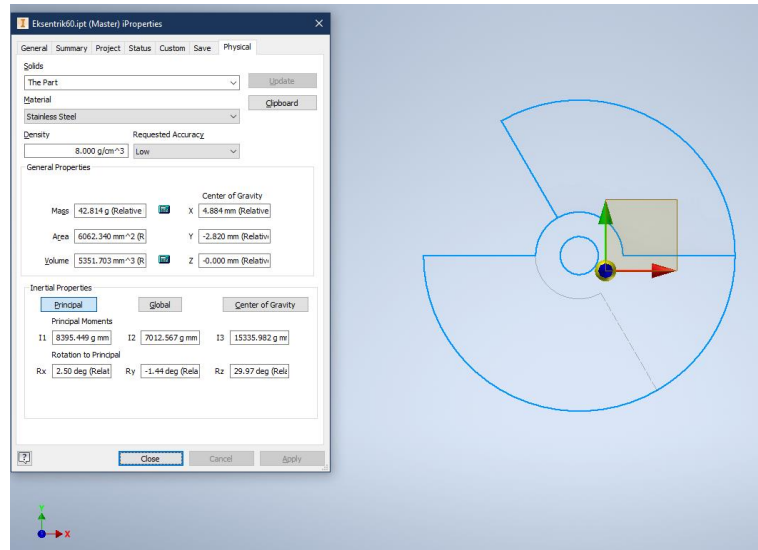 Eksentrik60.ipt (Master) iProperties
General Summary Project Status Custom Save Physical
Solids
The Part
Update
Material
Clipboard
Stainless Steel
Density Requested Accuracy
8.000 g/cm^3 Low
General Properties
Center of Gravity
Mass 42.814 g (Relative X 4.884 mm (Relative
Area 6062.340 mm^2 (R Y -2.820 mm (Relativ
Volume 5351.703 mm^3 (R Z -0.000 mm (Relativ
Inertial Properties
Principal Global Center of Gravity
Principal Moments
I1 8395.449 g mm I2 7012.567 g mm I3 15335.982 g mr
Rotation to Principal
Rx 2.50 deg (Relat Ry -1.44 deg (Rela Rz 29.97 deg (Rela
? Close Cancel Apply
Y
X